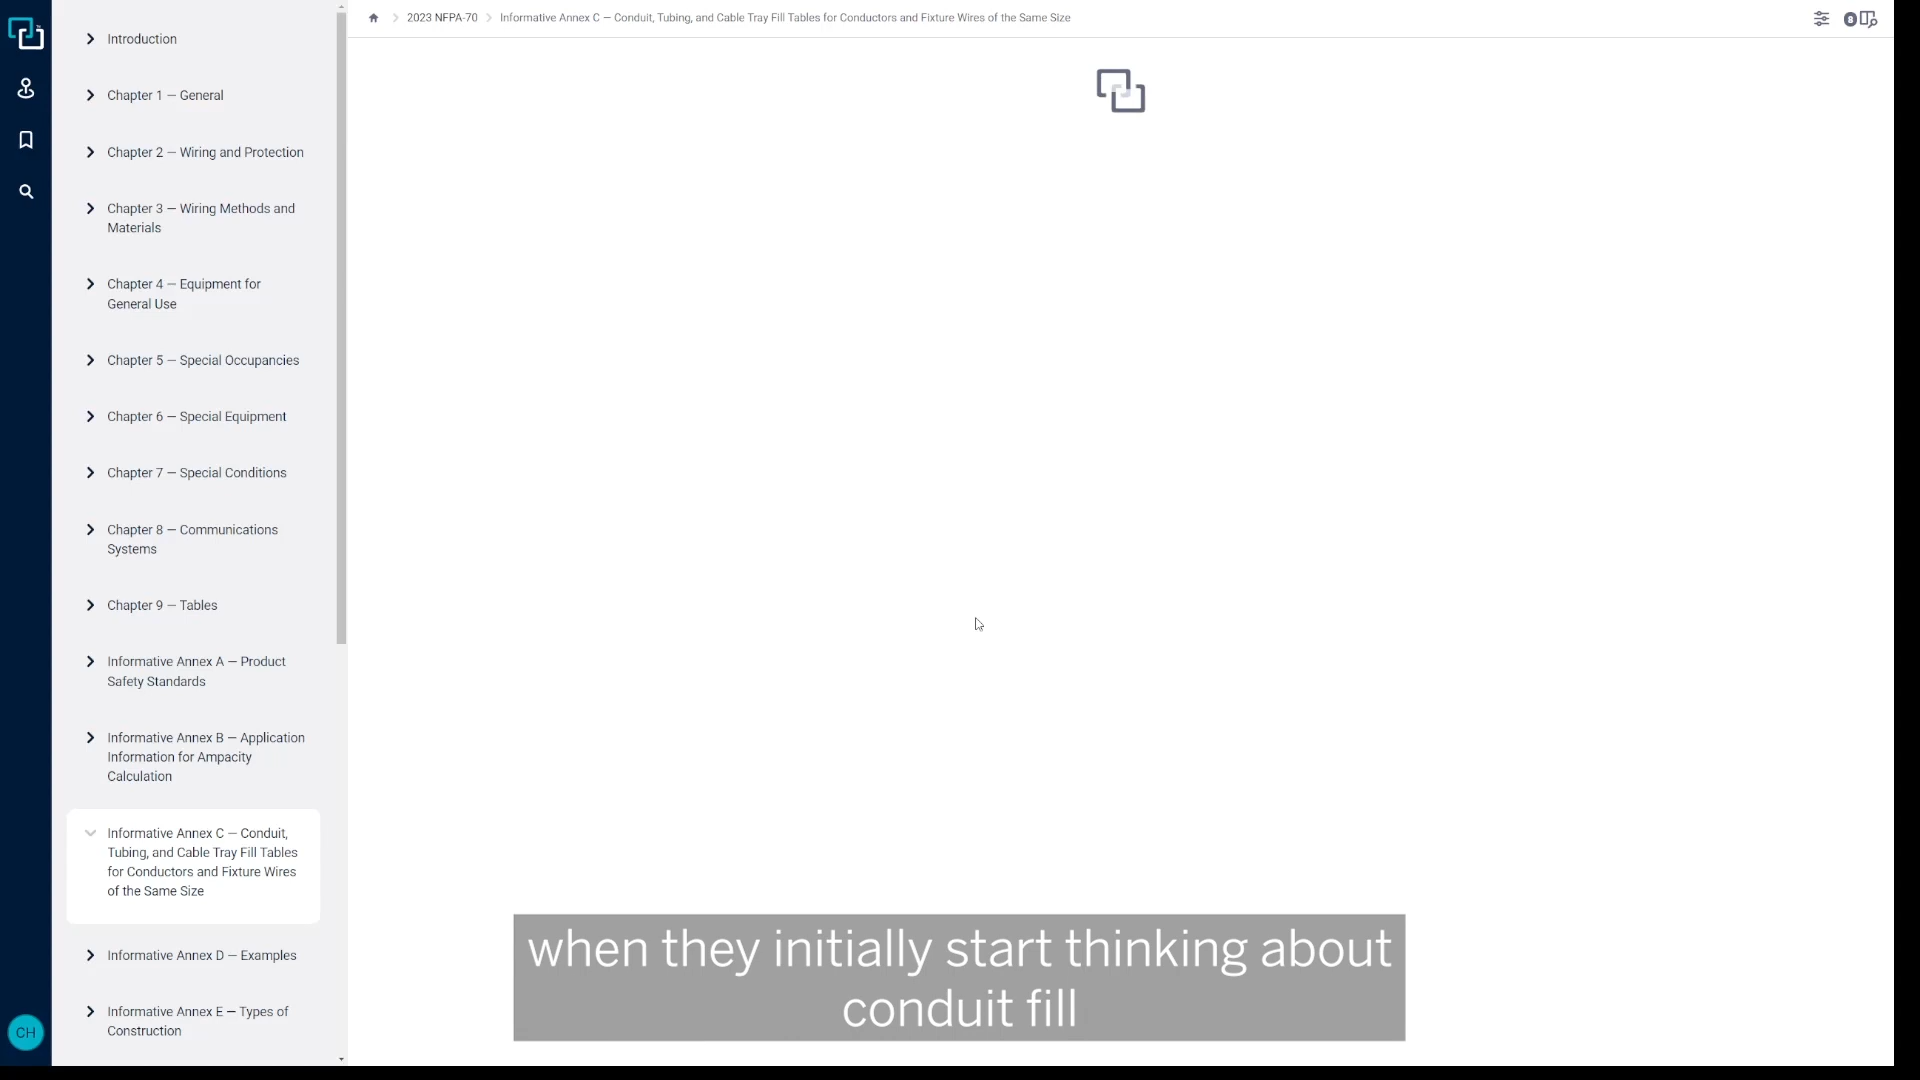 2023 NFPA-70
Informative Annex C — Conduit, Tubing, and Cable Tray Fill Tables for Conductors and Fixture Wires of the Same Size
8
Introduction
Chapter 1 — General
Chapter 2 — Wiring and Protection
Chapter 3 — Wiring Methods and
Materials
Chapter 4 — Equipment for
General Use
Chapter 5 — Special Occupancies
Chapter 6 — Special Equipment
Chapter 7 — Special Conditions
Chapter 8 — Communications
Systems
Chapter 9 — Tables
Informative Annex A — Product
Safety Standards
Informative Annex B — Application
Information for Ampacity
Calculation
Informative Annex C — Conduit,
Tubing, and Cable Tray Fill Tables
for Conductors and Fixture Wires
of the Same Size
Informative Annex D — Examples
Informative Annex E — Types of
Construction
CH
when they initially start thinking about
conduit fill